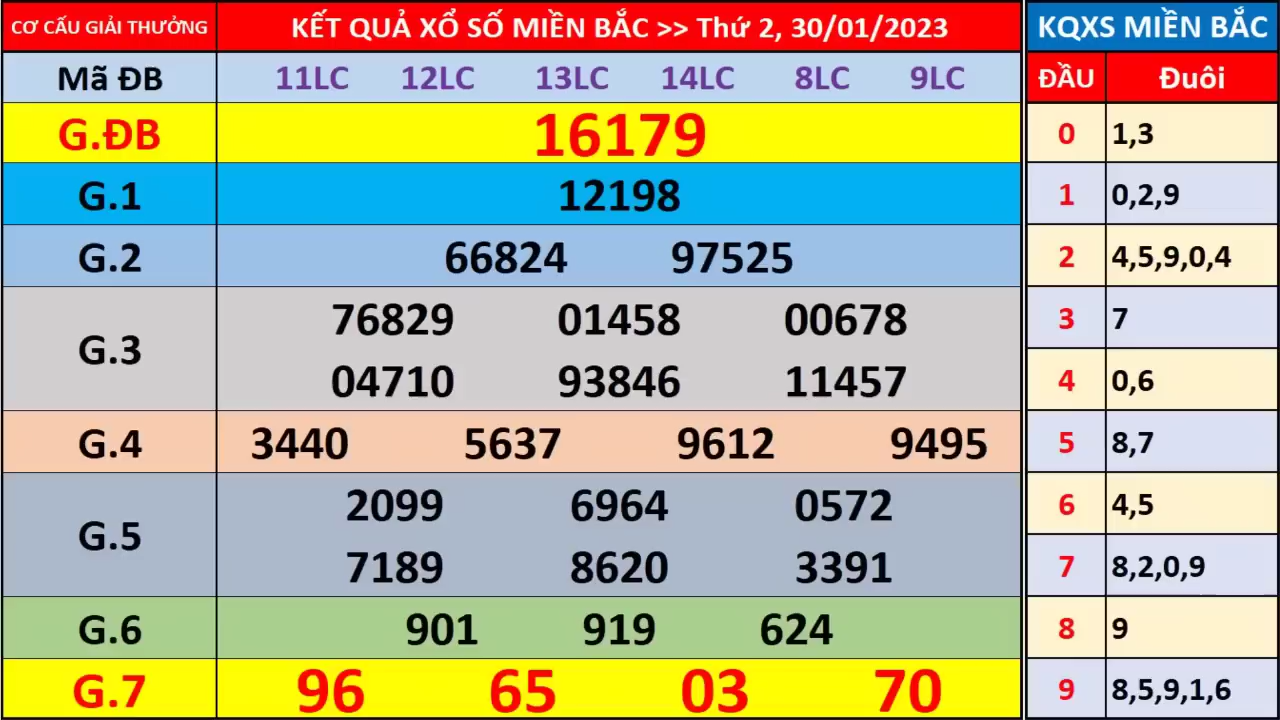 CƠ CẤU GIẢI THƯỞNG KẾT QUẢ XỔ SỐ MIỀN BẮC >> Thứ 2, 30/01/2023 KQXS MIỀN BẮC
Mã ĐB 11LC 12LC 13LC 14LC 8LC 9LC ĐẦU Đuôi
G.ĐB 16179 0 1,3
G.1 12198 1 0,2,9
G.2 66824 97525 2 4,5,9,0,4
G.3 76829 01458 00678 3 7
04710 93846 11457 4 0,6
G.4 3440 5637 9612 9495 5 8,7
G.5 2099 6964 0572 6 4,5
7189 8620 3391 7 8,2,0,9
G.6 901 919 624 8 9
G.7 96 65 03 70 9 8,5,9,1,6